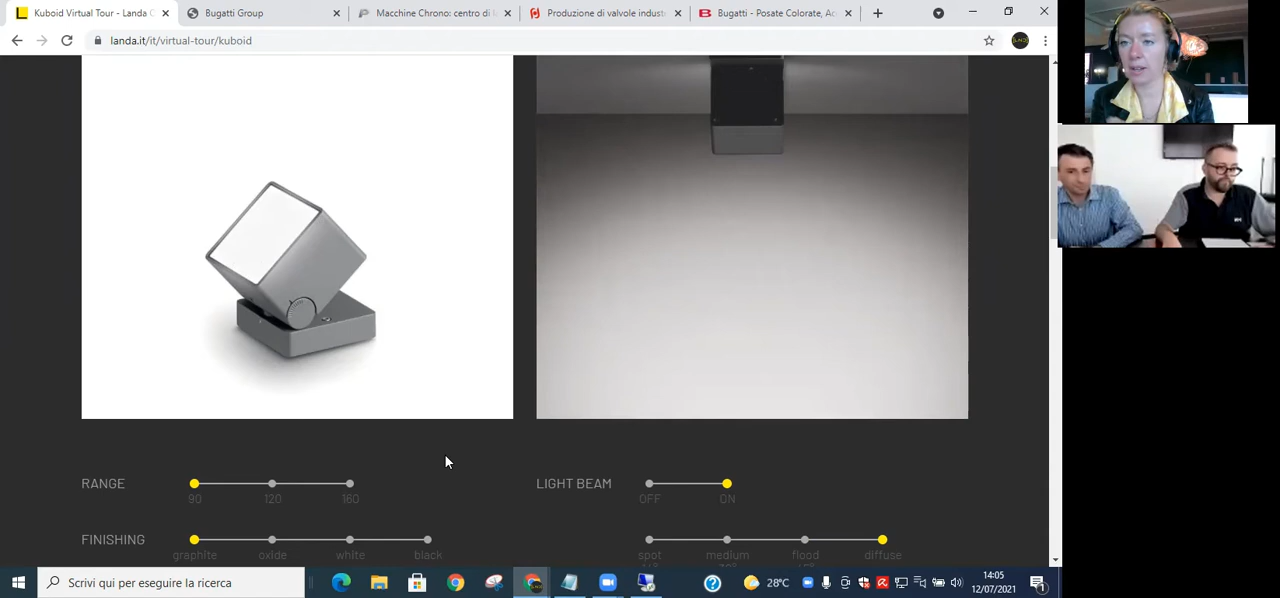 Kuboid Virtual Tour - Landa C
Bugatti Group
Macchine Chrono: centro di l
Produzione di valvole indust
Bugatti - Posate Colorate, Ac
landa.it/it/virtual-tour/kuboid
RANGE
90 120 160
LIGHT BEAM
OFF ON
FINISHING
graphite oxide white black
spot medium flood diffuse
Scrivi qui per eseguire la ricerca
28°C
14:05
12/07/2021